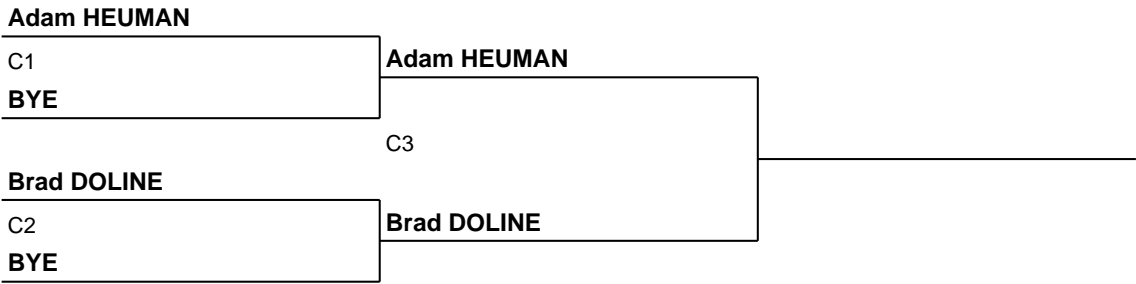 Adam HEUMAN
C1
Adam HEUMAN
BYE
C3
Brad DOLINE
C2
Brad DOLINE
BYE